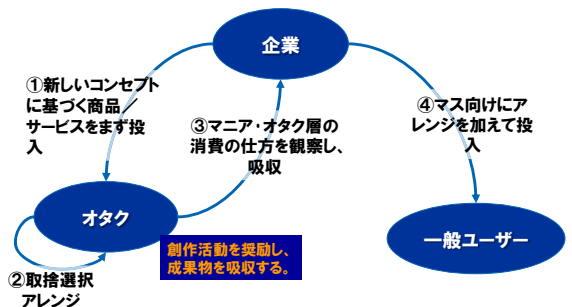 企業
①新しいコンセプト
に基づく商品／
サービスをまず投
入
③マニア・オタク層の
消費の仕方を観察し、
吸収
④マス向けにア
レンジを加えて投
入
オタク
創作活動を奨励し、
成果物を吸収する。
一般ユーザー
②取捨選択
アレンジ